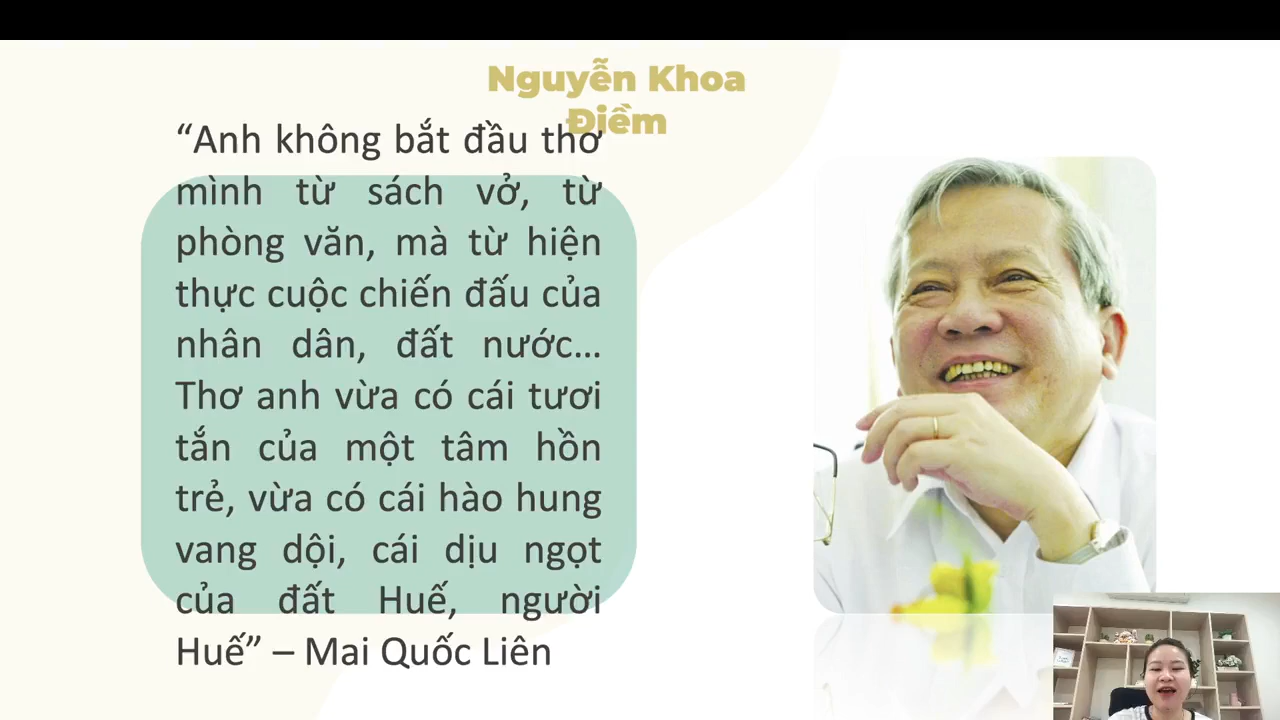 Nguyễn Khoa
Điềm
“Anh không bắt đầu thơ
mình từ sách vở, từ
phòng văn, mà từ hiện
thực cuộc chiến đấu của
nhân dân, đất nước...
Thơ anh vừa có cái tươi
tắn của một tâm hồn
trẻ, vừa có cái hào hung
vang dội, cái dịu ngọt
của đất Huế, người
Huế” – Mai Quốc Liên